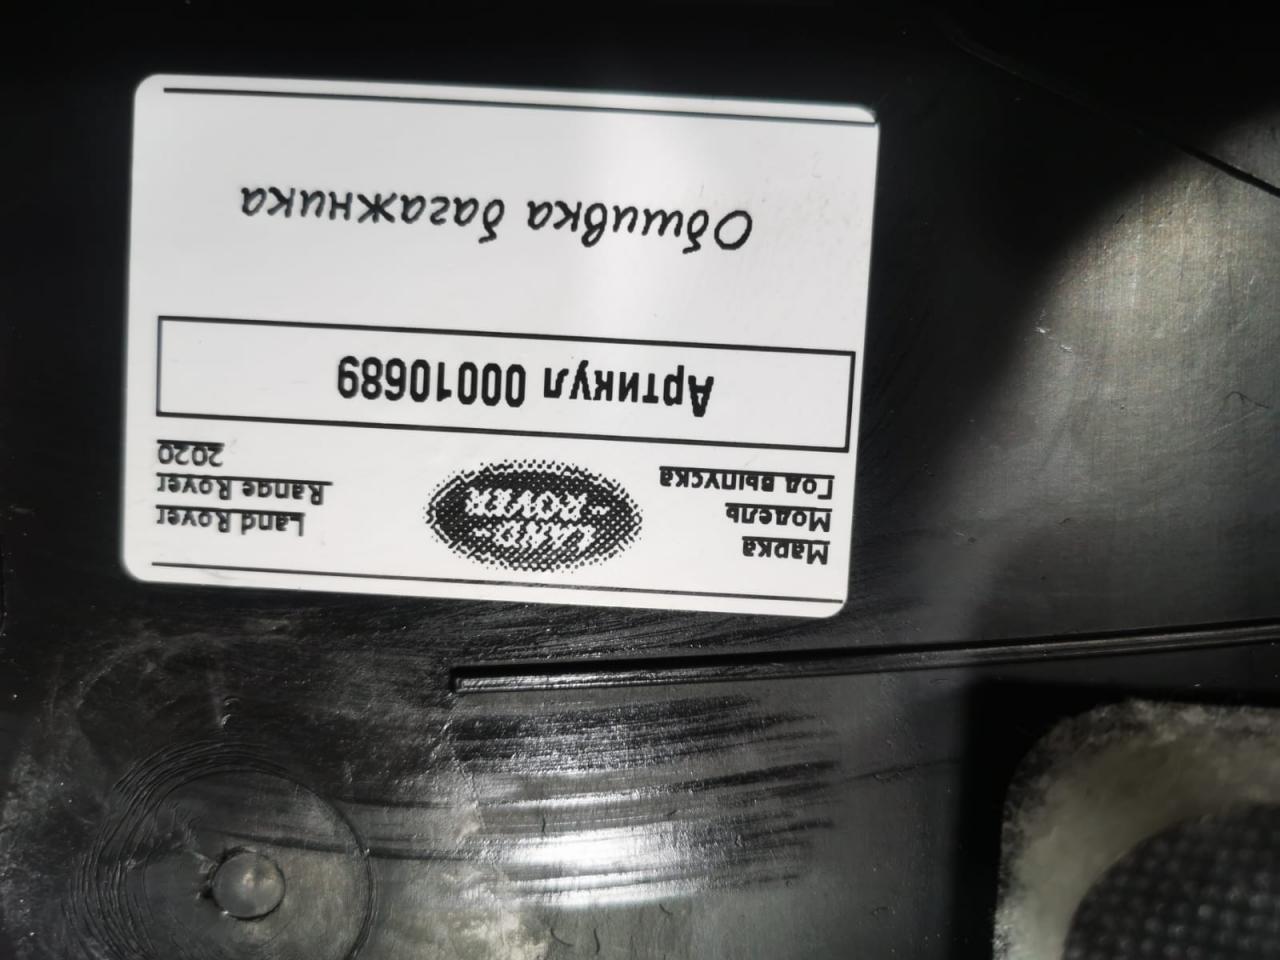 Марка Land Rover
Модель Range Rover
Год выпуска 2020
LAND-
-ROVER
Артикул 00010689
Обшивка багажника